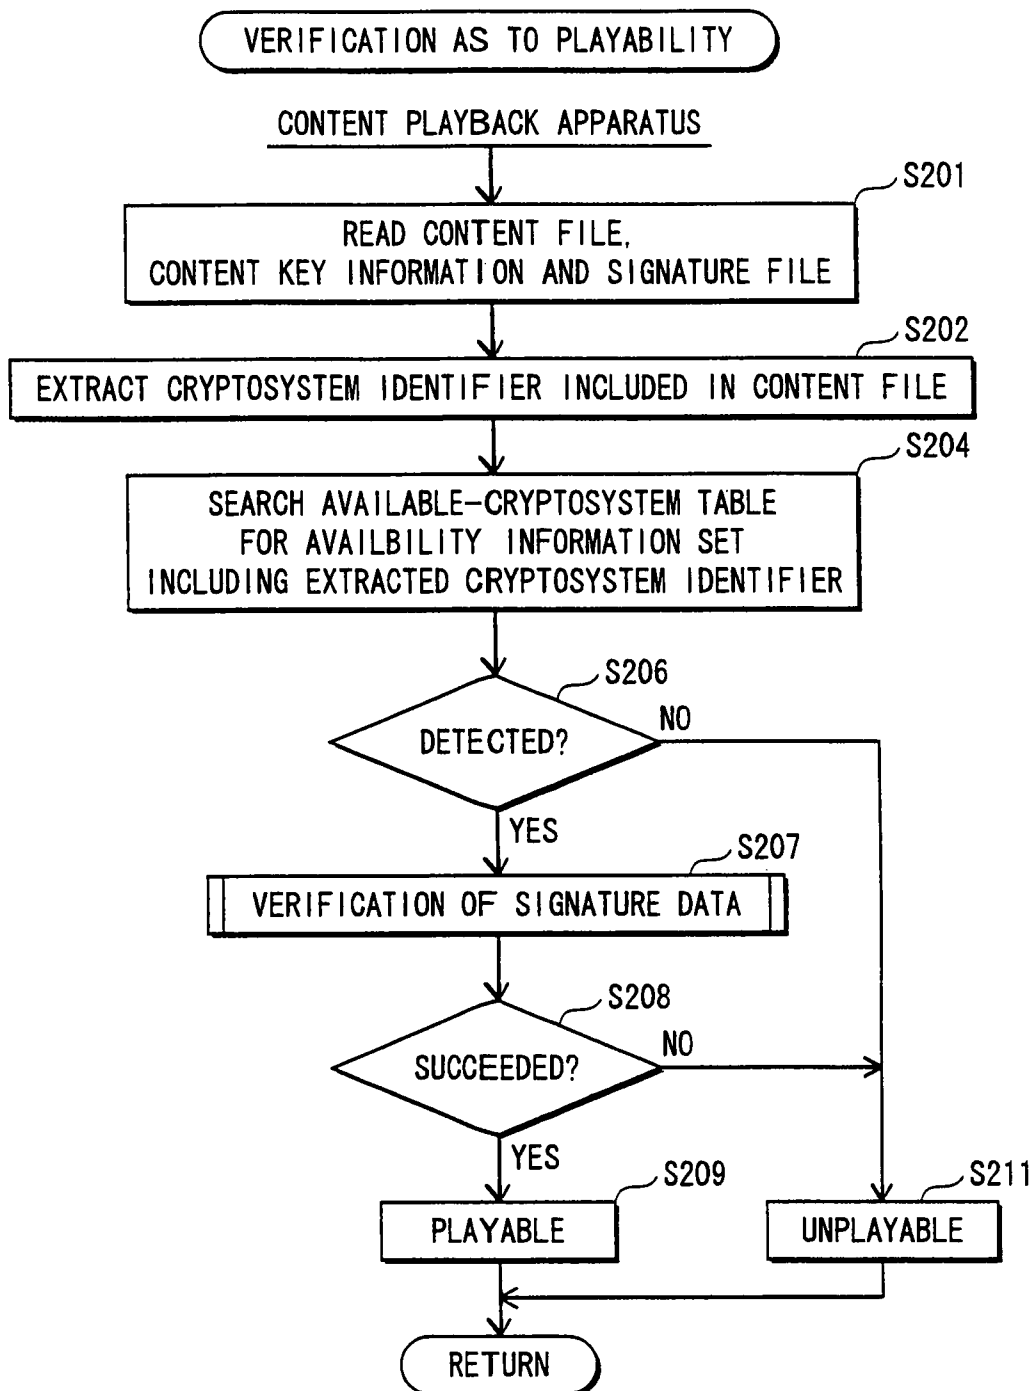 VERIFICATION AS TO PLAYABILITY
CONTENT PLAYBACK APPARATUS
S201
READ CONTENT FILE,
CONTENT KEY INFORMATION AND SIGNATURE FILE
S202
EXTRACT CRYPTOSYSTEM IDENTIFIER INCLUDED IN CONTENT FILE
S204
SEARCH AVAILABLE-CRYPTOSYSTEM TABLE
FOR AVAILBILITY INFORMATION SET
INCLUDING EXTRACTED CRYPTOSYSTEM IDENTIFIER
S206
DETECTED?
NO
YES
S207
VERIFICATION OF SIGNATURE DATA
S208
SUCCEEDED?
NO
YES
S209
PLAYABLE
S211
UNPLAYABLE
RETURN